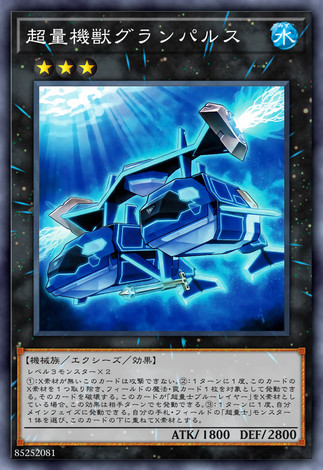 超量機獣グランパルス
水
【機械族／エクシーズ／効果】
レベル３モンスター×２
①：X素材が無いこのカードは攻撃できない。②：１ターンに１度、このカードの
X素材を１つ取り除き、フィールドの魔法・罠カード１枚を対象として発動でき
る。そのカードを破壊する。このカードが「超量士ブルーレイヤー」をX素材とし
ている場合、この効果は相手ターンでも発動できる。③：１ターンに１度、自分
メインフェイズに発動できる。自分の手札・フィールドの「超量士」モンスター
１体を選び、このカードの下に重ねてX素材とする。
ATK/1800 DEF/2800
85252081